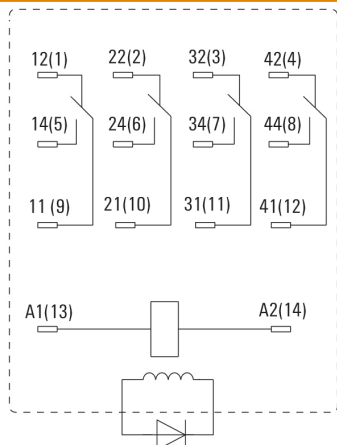 12(1) 22(2) 32(3) 42(4)
14(5) 24(6) 34(7) 44(8)
11 (9) 21(10) 31(11) 41(12)
A1(13) A2(14)